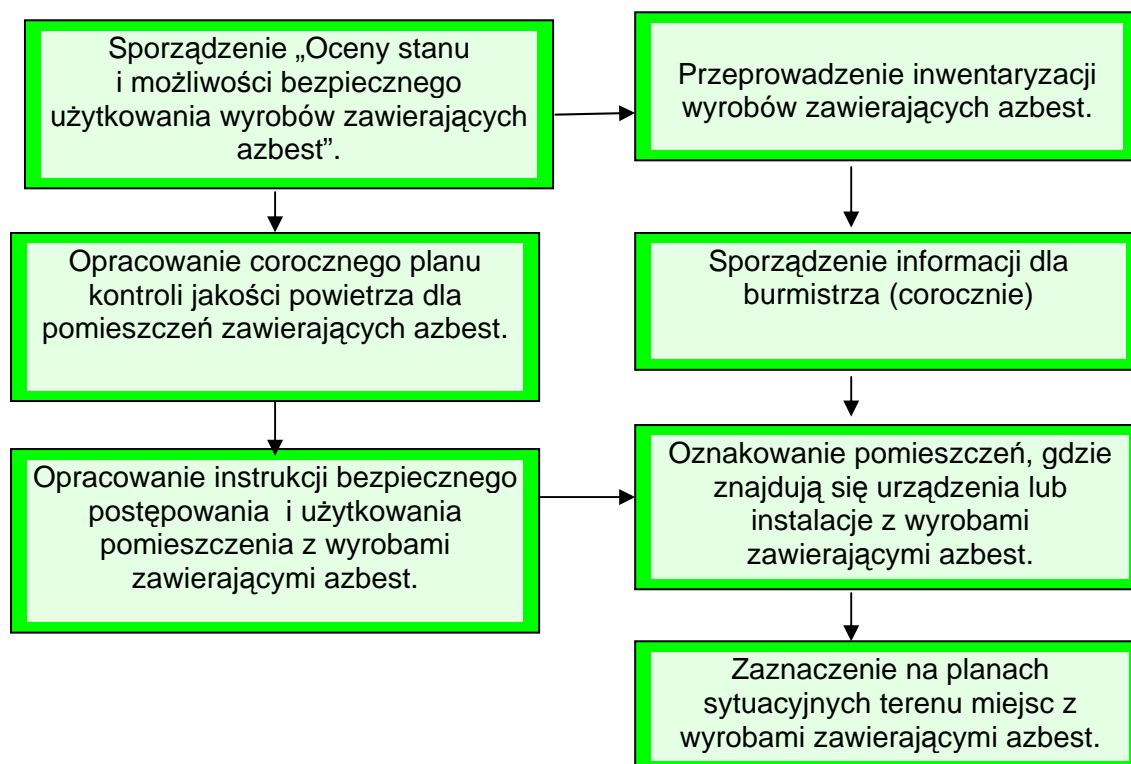 Sporządzenie „Oceny stanu
i możliwości bezpiecznego
użytkowania wyrobów zawierających
azbest”.
Przeprowadzenie inwentaryzacji
wyrobów zawierających azbest.
Opracowanie corocznego planu
kontroli jakości powietrza dla
pomieszczeń zawierających azbest.
Sporządzenie informacji dla
burmistrza (corocznie)
Opracowanie instrukcji bezpiecznego
postępowania i użytkowania
pomieszczenia z wyrobami
zawierającymi azbest.
Oznakowanie pomieszczeń, gdzie
znajdują się urządzenia lub
instalacje z wyrobami
zawierającymi azbest.
Zaznaczenie na planach
sytuacyjnych terenu miejsc z
wyrobami zawierającymi azbest.